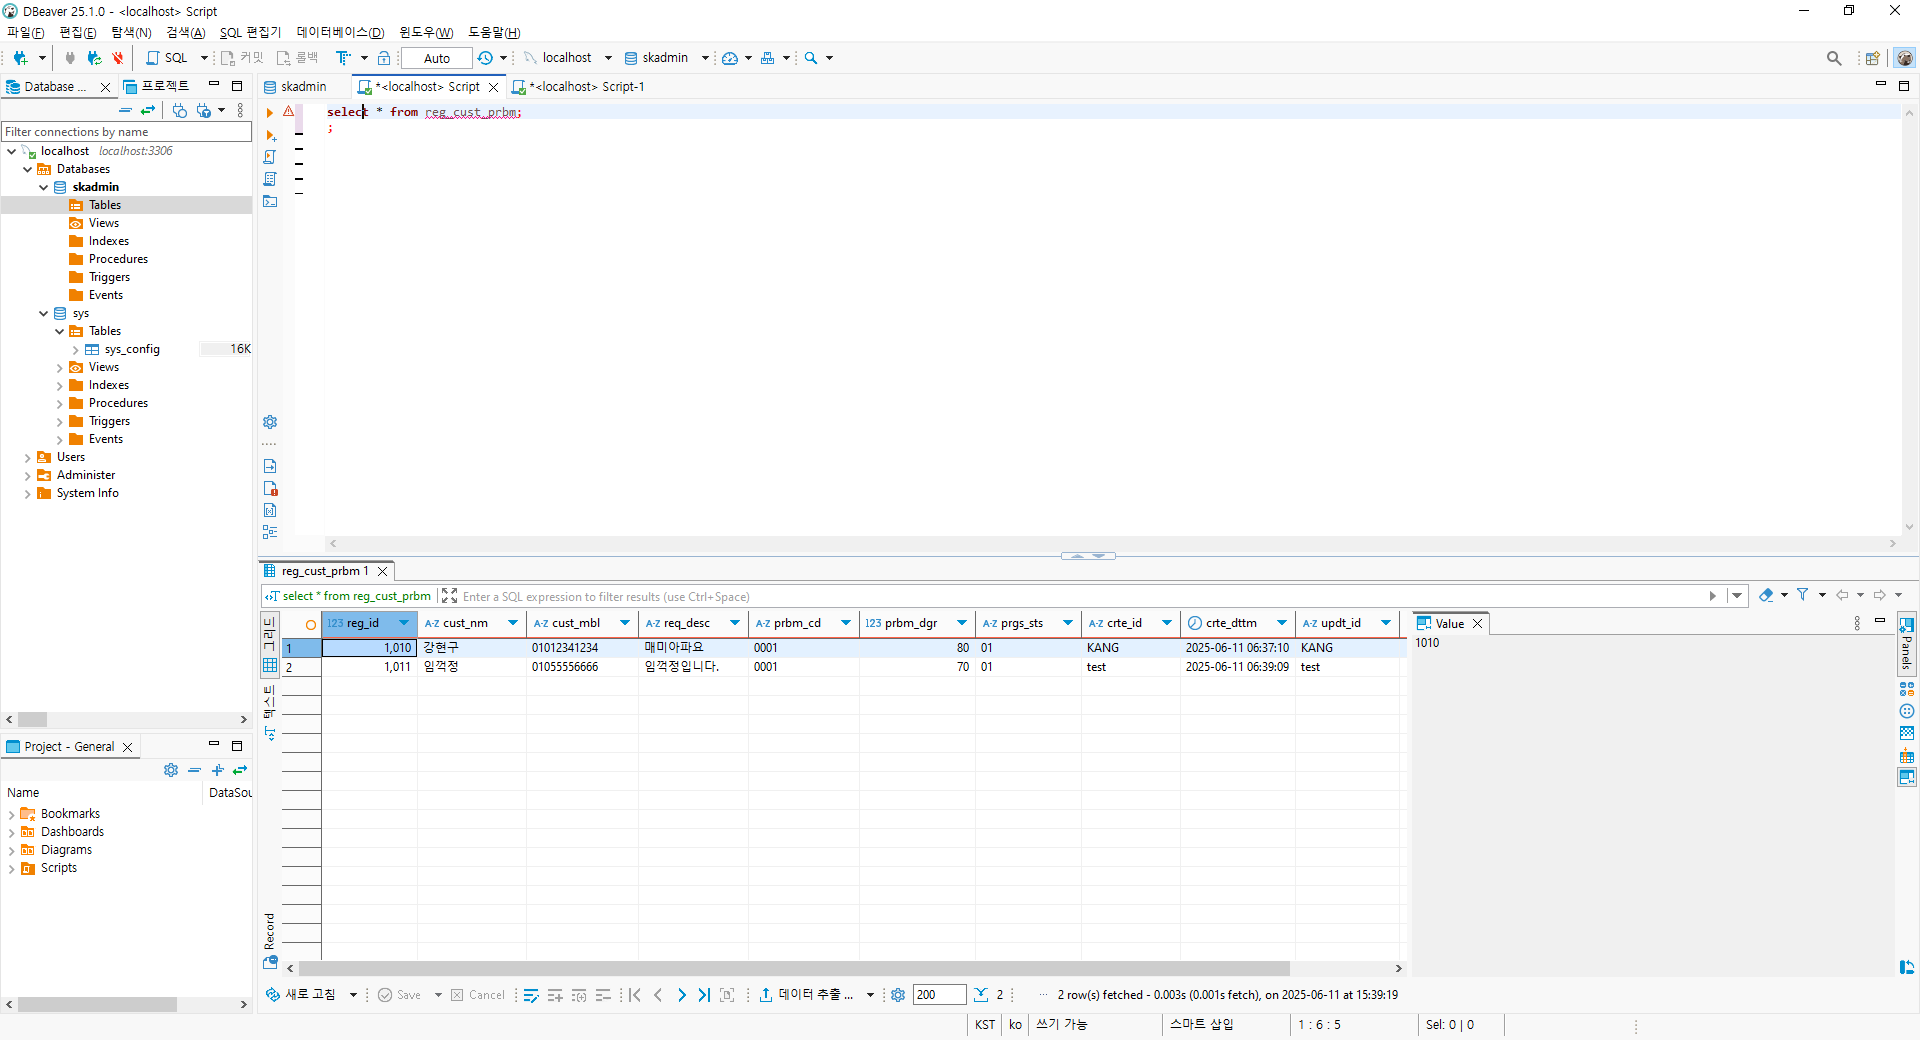 DBeaver 25.1.0 - <localhost> Script
파일(F) 편집(E) 탐색(N) 검색(A) SQL 편집기 데이터베이스(D) 윈도우(W) 도움말(H)
SQL 커밋 롤백 Auto localhost skadmin
Database ... 프로젝트
Filter connections by name
localhost localhost:3306
Databases
skadmin
Tables
Views
Indexes
Procedures
Triggers
Events
sys
Tables
sys_config 16K
Views
Indexes
Procedures
Triggers
Events
Users
Administer
System Info
Project - General
Name DataSou
Bookmarks
Dashboards
Diagrams
Scripts
skadmin *<localhost> Script *<localhost> Script-1
select * from reg_cust_prbm;
;
reg_cust_prbm 1
select * from reg_cust_prbm Enter a SQL expression to filter results (use Ctrl+Space)
그리드
텍스트
Record
123 reg_id A-Z cust_nm A-Z cust_mbl A-Z req_desc A-Z prbm_cd 123 prbm_dgr A-Z prgs_sts A-Z crte_id crte_dttm A-Z updt_id
1 1,010 강현구 01012341234 매미아파요 0001 80 01 KANG 2025-06-11 06:37:10 KANG
2 1,011 임꺽정 01055556666 임꺽정입니다. 0001 70 01 test 2025-06-11 06:39:09 test
Value
1010
Panels
새로 고침 Save Cancel 데이터 추출 ... 200 2 ... 2 row(s) fetched - 0.003s (0.001s fetch), on 2025-06-11 at 15:39:19
KST ko 쓰기 가능 스마트 삽입 1 : 6 : 5 Sel: 0 | 0